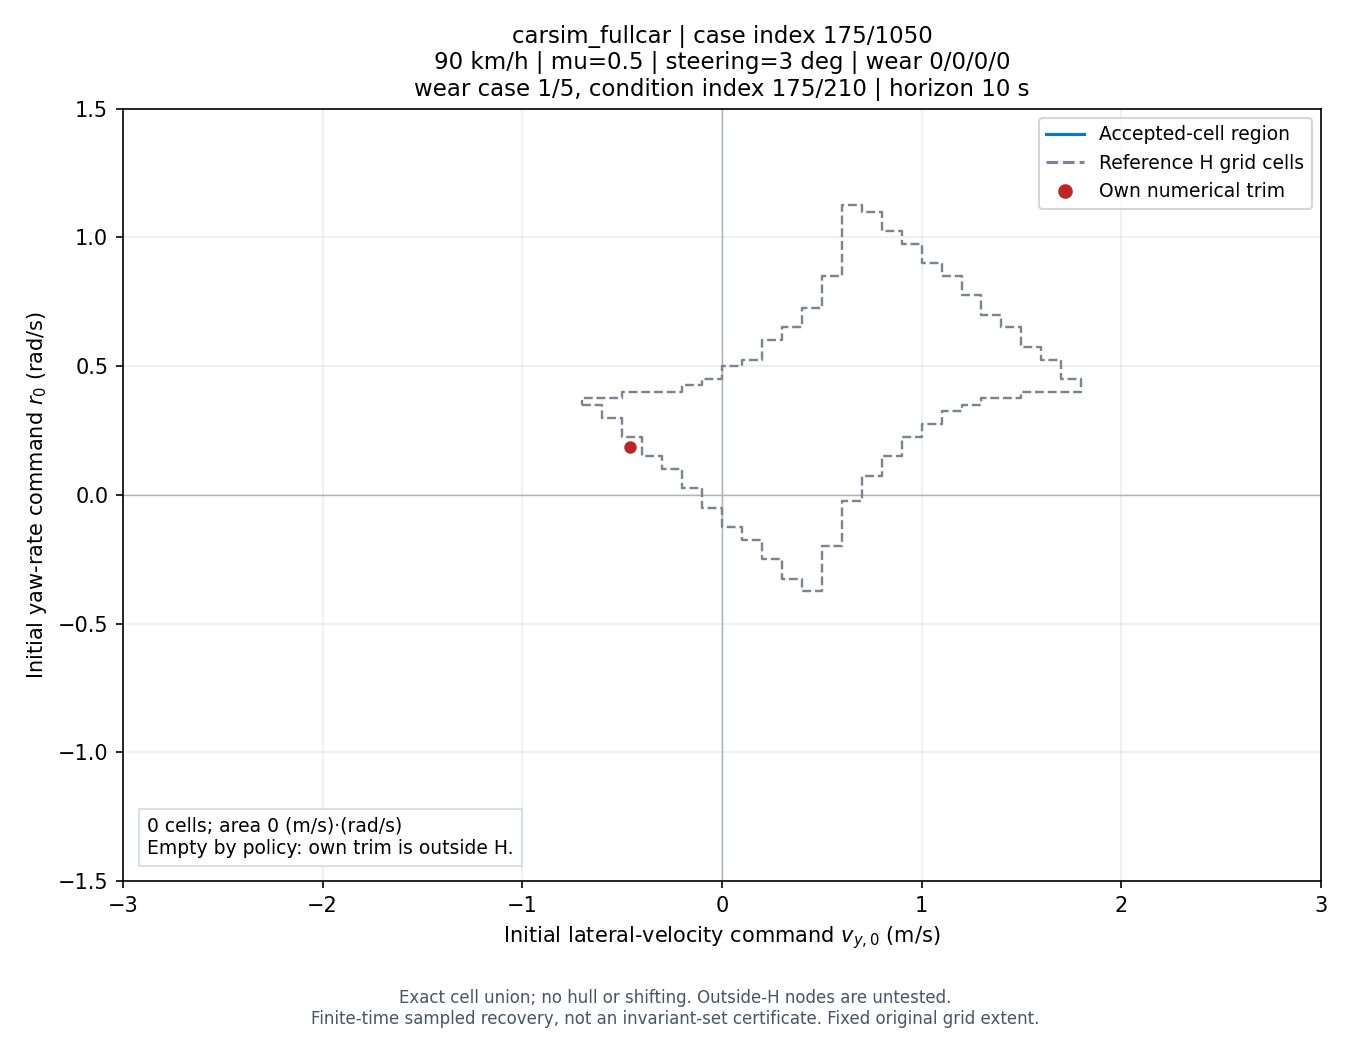 carsim_fullcar | case index 175/1050
90 km/h | mu=0.5 | steering=3 deg | wear 0/0/0/0
wear case 1/5, condition index 175/210 | horizon 10 s
Accepted-cell region
Reference H grid cells
Own numerical trim
1.5
1.0
0.5
0.0
−0.5
−1.0
−1.5
Initial yaw-rate command r₀ (rad/s)
0 cells; area 0 (m/s)·(rad/s)
Empty by policy: own trim is outside H.
−3
−2
−1
0
1
2
3
Initial lateral-velocity command v_{y,0} (m/s)
Exact cell union; no hull or shifting. Outside-H nodes are untested.
Finite-time sampled recovery, not an invariant-set certificate. Fixed original grid extent.